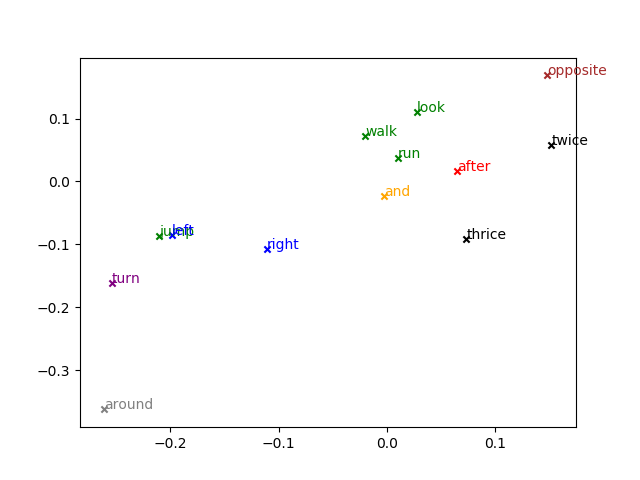 opposite
0.1
look
walk
twice
run
after
0.0
and
jump
left
−0.1
right
thrice
turn
−0.2
−0.3
around
−0.2
−0.1
0.0
0.1